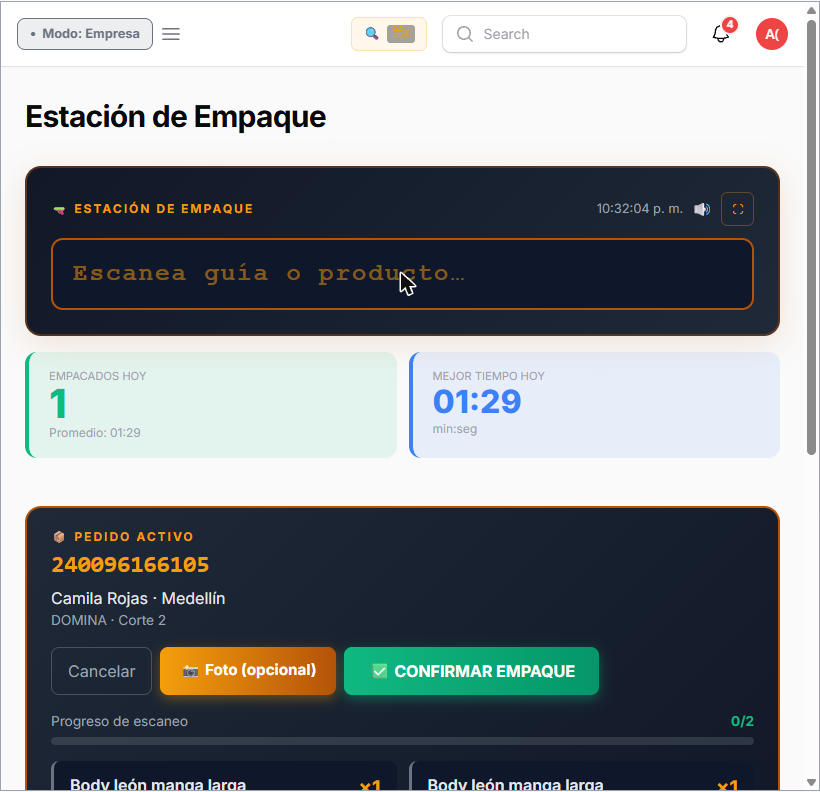 • Modo: Empresa
Search
4
A(
Estación de Empaque
ESTACIÓN DE EMPAQUE
10:32:04 p. m.
Escanea guía o producto…
EMPACADOS HOY
1
Promedio: 01:29
MEJOR TIEMPO HOY
01:29
min:seg
PEDIDO ACTIVO
240096166105
Camila Rojas · Medellín
DOMINA · Corte 2
Cancelar
Foto (opcional)
CONFIRMAR EMPAQUE
Progreso de escaneo
0/2
Body león manga larga
×1
Body león manga larga
×1